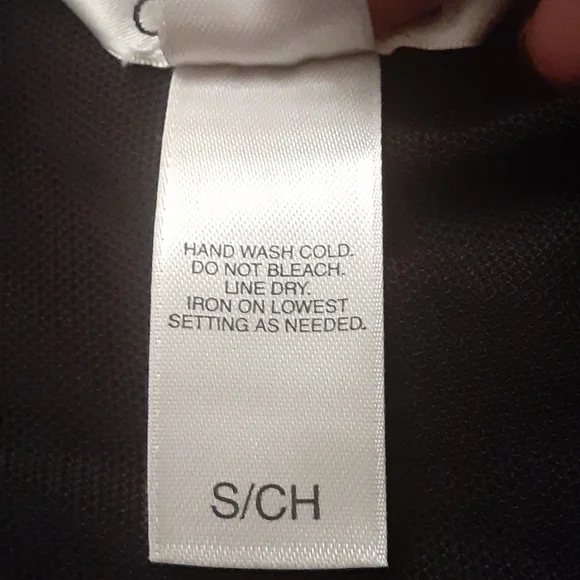 HAND WASH COLD.
DO NOT BLEACH.
LINE DRY.
IRON ON LOWEST
SETTING AS NEEDED.
S/CH